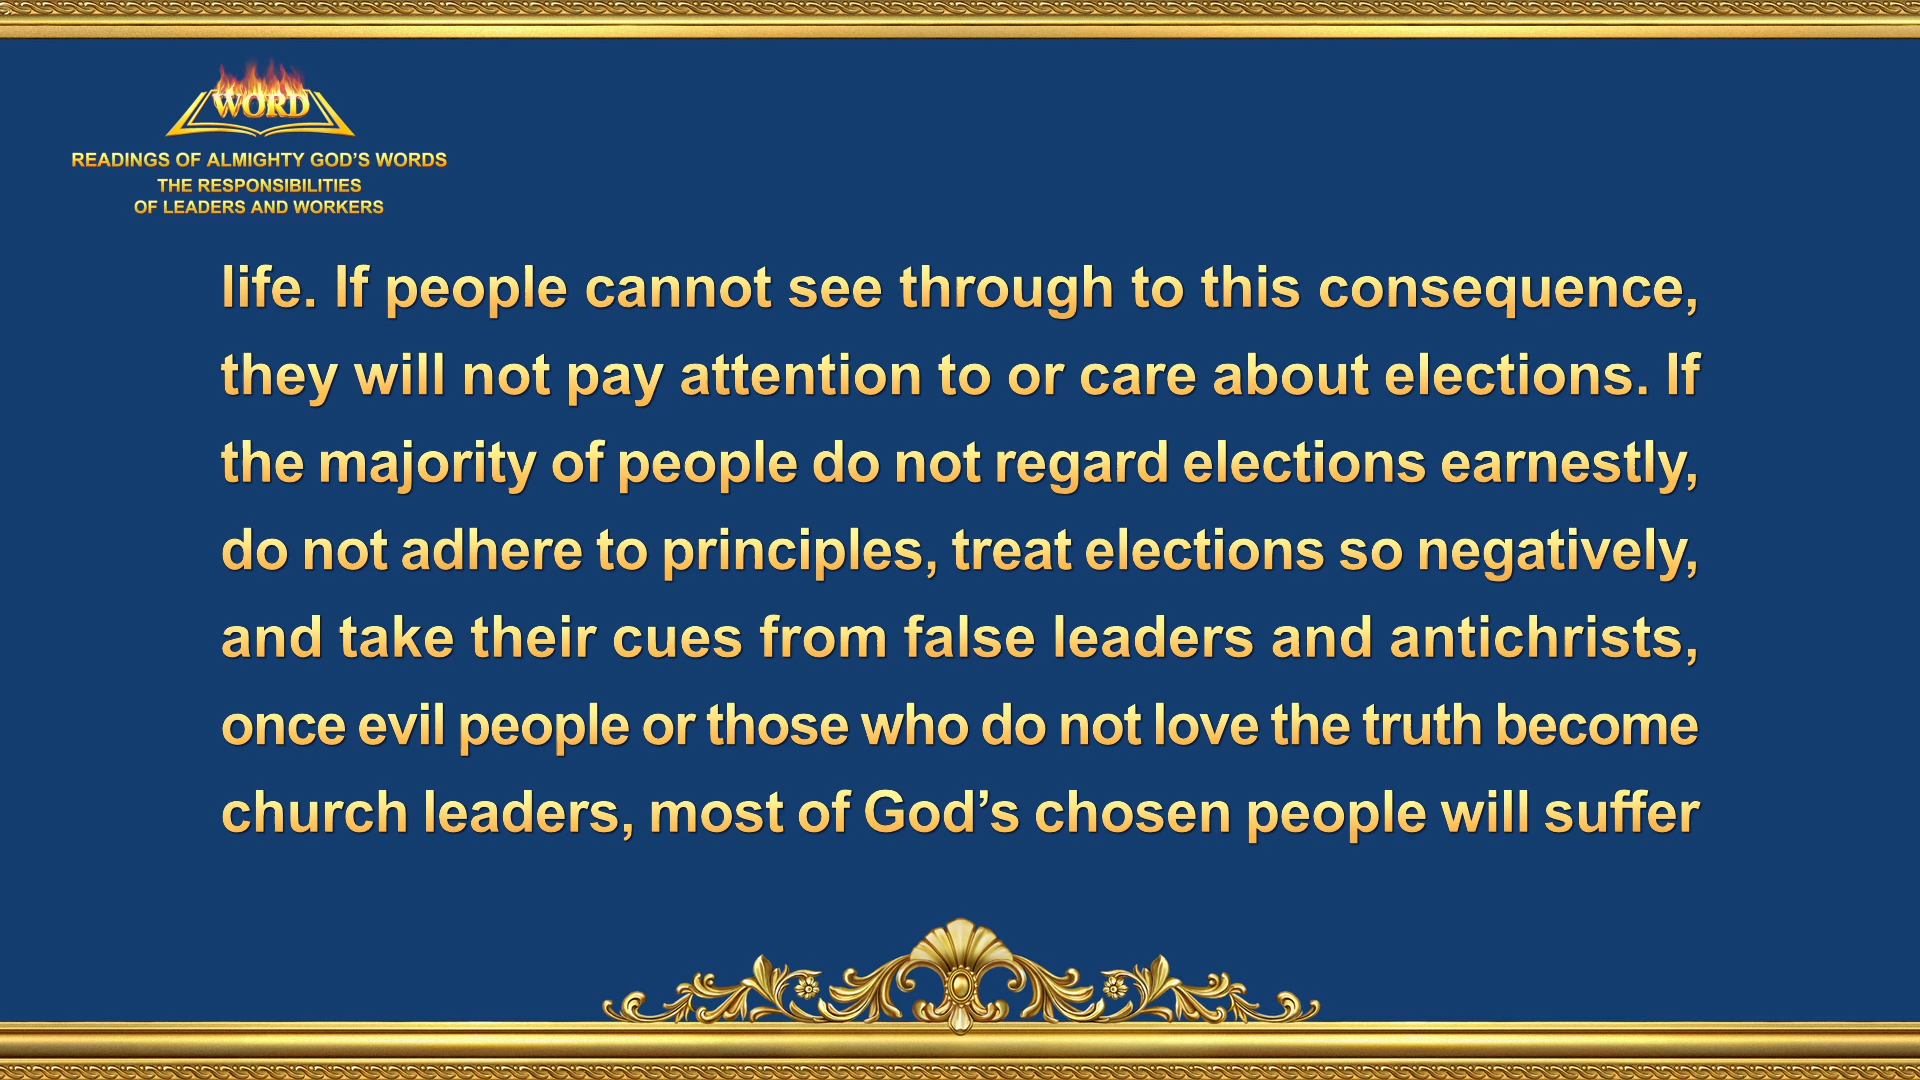 WORD
READINGS OF ALMIGHTY GOD’S WORDS
THE RESPONSIBILITIES
OF LEADERS AND WORKERS
life. If people cannot see through to this consequence,
they will not pay attention to or care about elections. If
the majority of people do not regard elections earnestly,
do not adhere to principles, treat elections so negatively,
and take their cues from false leaders and antichrists,
once evil people or those who do not love the truth become
church leaders, most of God’s chosen people will suffer